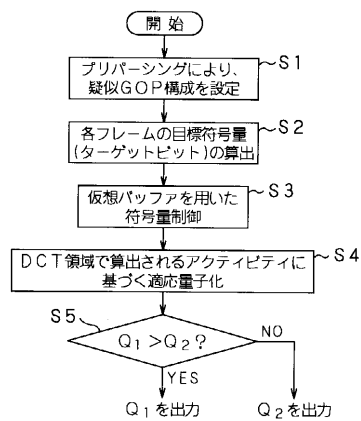 開始
プリパーシングにより、
疑似GOP構成を設定
S1
各フレームの目標符号量
(ターゲットビット)の算出
S2
仮想バッファを用いた
符号量制御
S3
DCT領域で算出されるアクティビティに
基づく適応量子化
S4
S5
Q1>Q2?
NO
YES
Q1を出力
Q2を出力